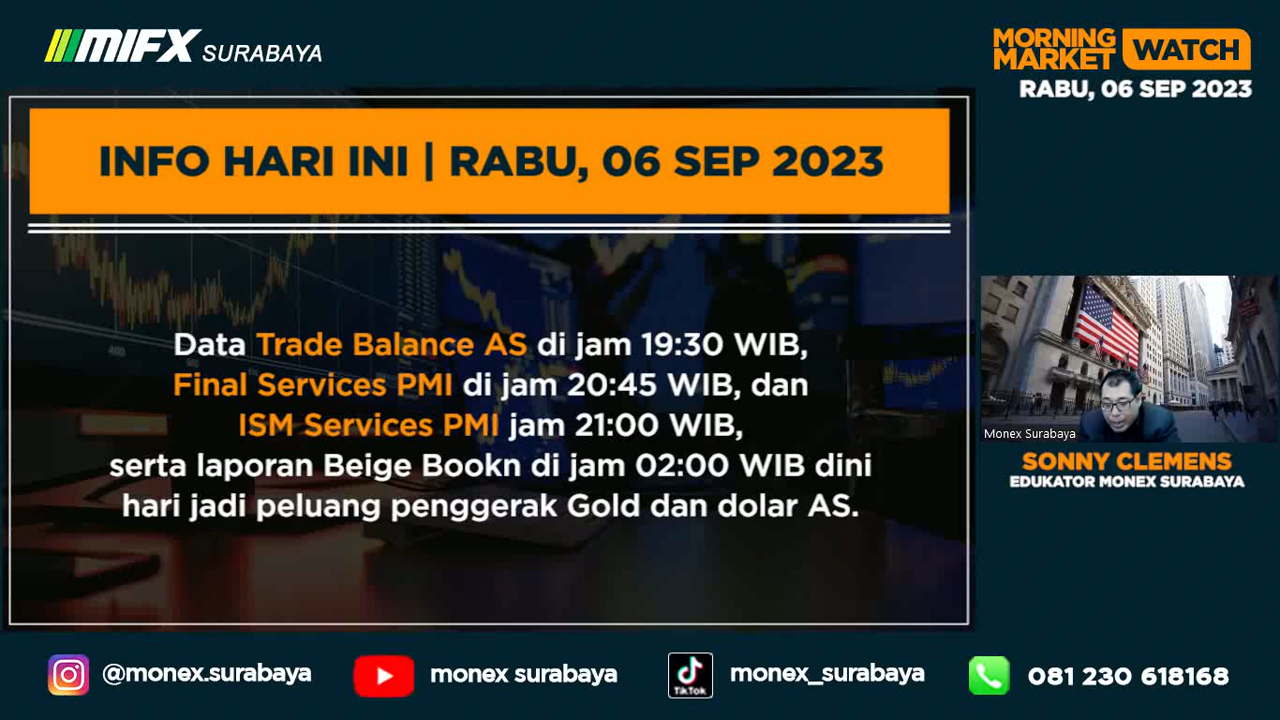 MIFX SURABAYA
MORNING
MARKET
WATCH
RABU, 06 SEP 2023
INFO HARI INI | RABU, 06 SEP 2023
Data Trade Balance AS di jam 19:30 WIB,
Final Services PMI di jam 20:45 WIB, dan
ISM Services PMI jam 21:00 WIB,
serta laporan Beige Bookn di jam 02:00 WIB dini
hari jadi peluang penggerak Gold dan dolar AS.
Monex Surabaya
SONNY CLEMENS
EDUKATOR MONEX SURABAYA
@monex.surabaya
monex surabaya
TikTok
monex_surabaya
081 230 618168